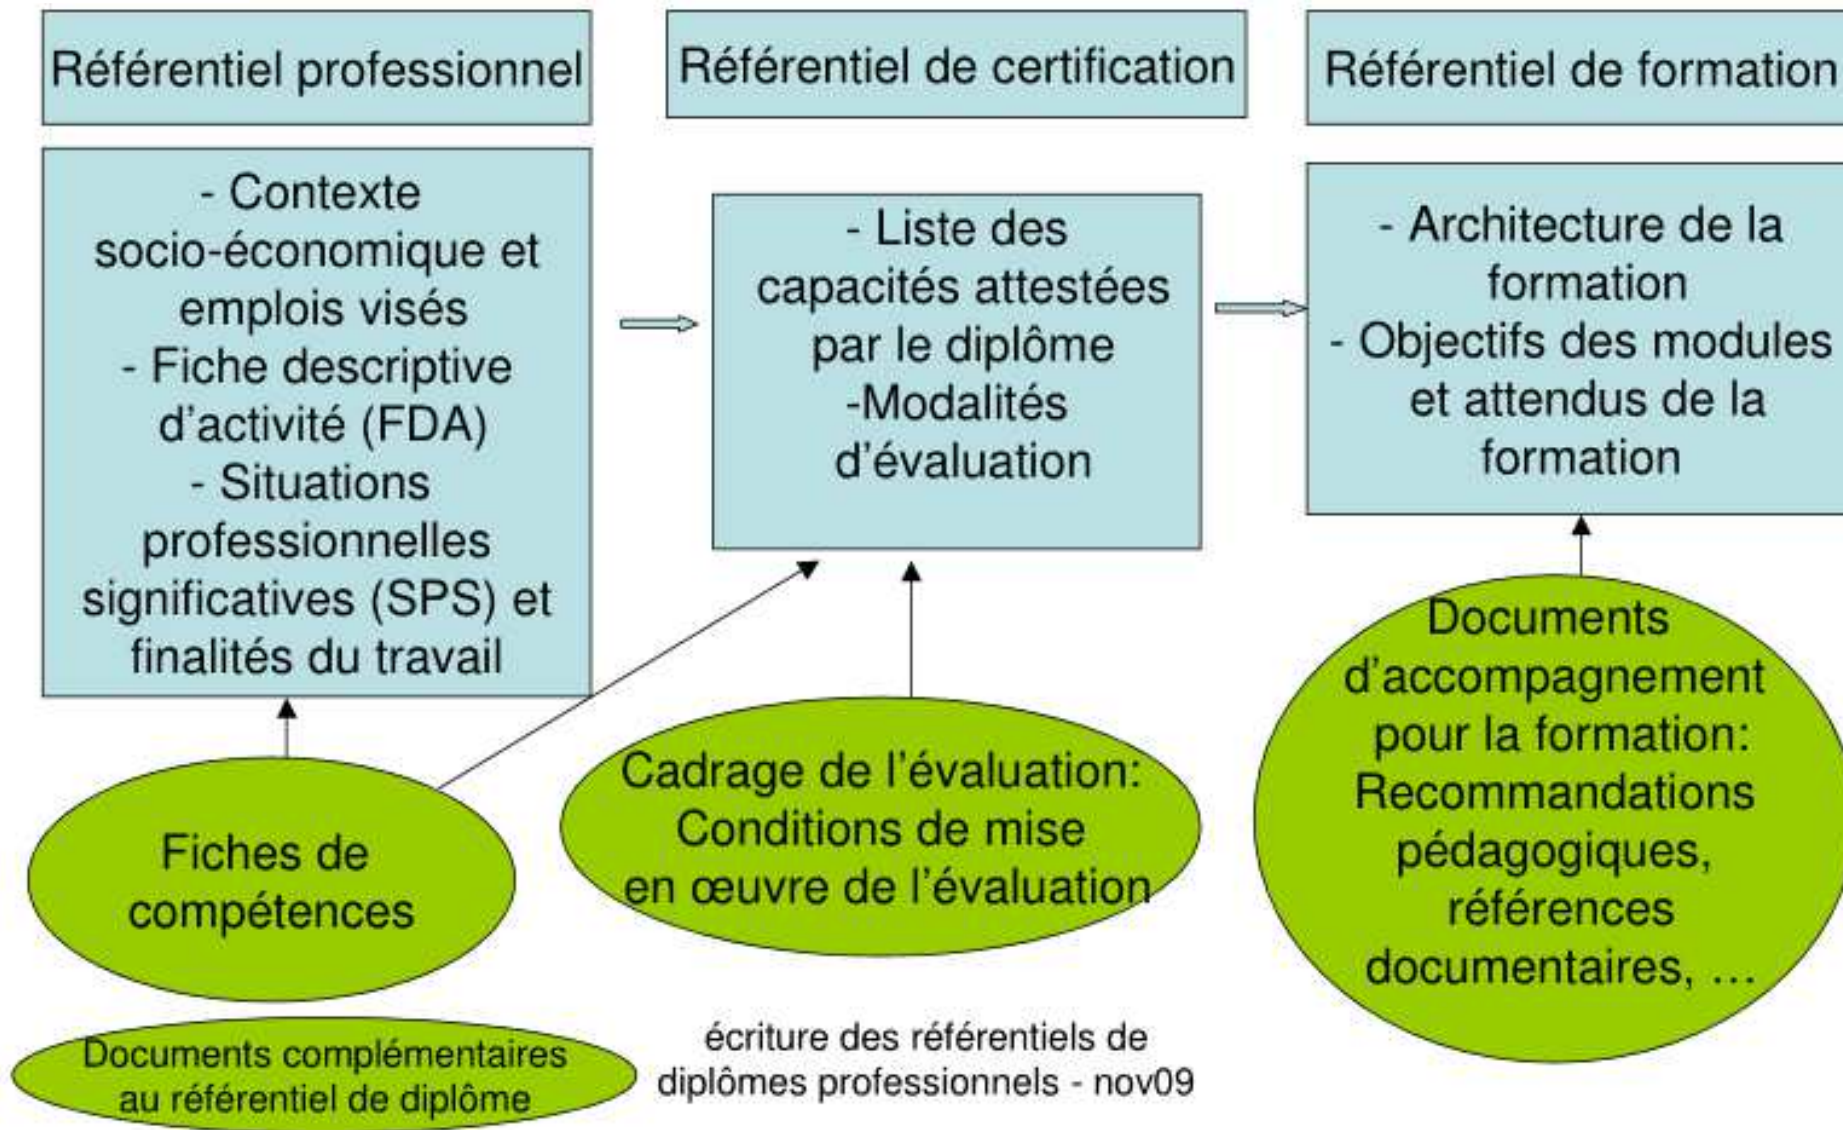 Référentiel professionnel
Référentiel de certification
Référentiel de formation
- Contexte
socio-économique et
emplois visés
- Fiche descriptive
d’activité (FDA)
- Situations
professionnelles
significatives (SPS) et
finalités du travail
- Liste des
capacités attestées
par le diplôme
-Modalités
d’évaluation
- Architecture de la
formation
- Objectifs des modules
et attendus de la
formation
Fiches de
compétences
Cadrage de l’évaluation:
Conditions de mise
en œuvre de l’évaluation
Documents
d’accompagnement
pour la formation:
Recommandations
pédagogiques,
références
documentaires, …
Documents complémentaires
au référentiel de diplôme
écriture des référentiels de
diplômes professionnels - nov09